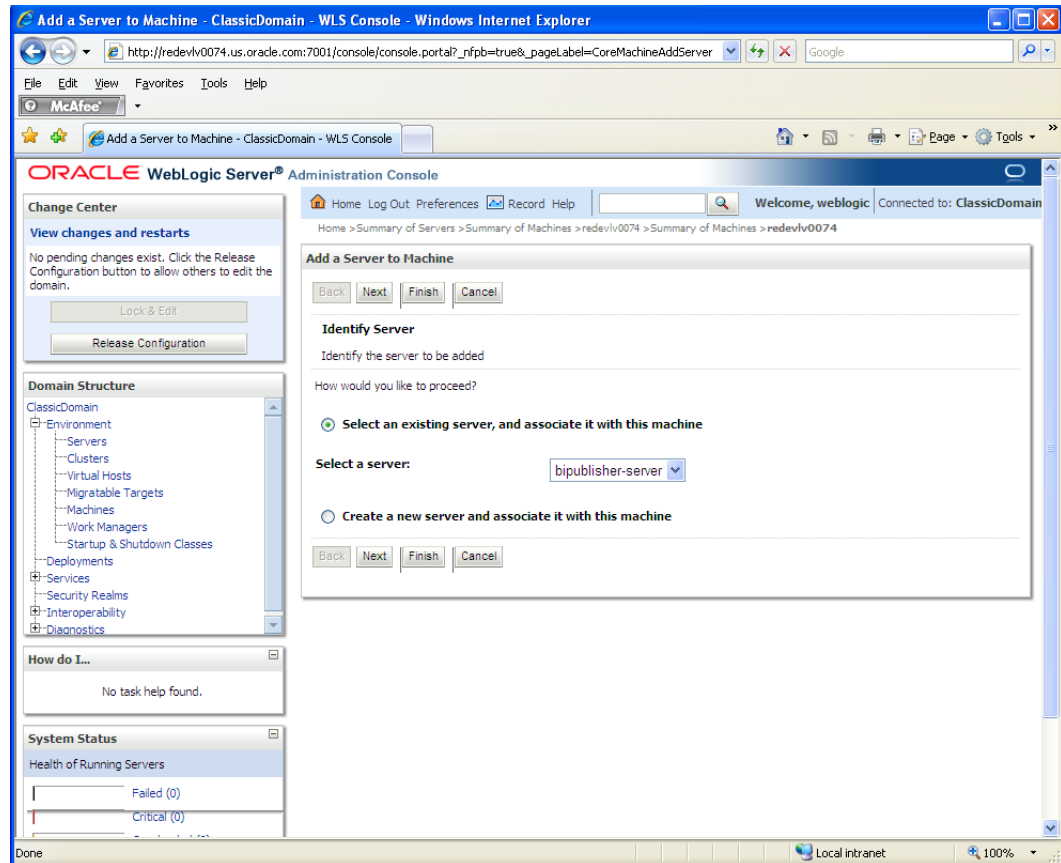 Add a Server to Machine - ClassicDomain - WLS Console - Windows Internet Explorer
http://redevlv0074.us.oracle.com:7001/console/console.portal?_nfpb=true&_pageLabel=CoreMachineAddServer
Google
File Edit View Favorites Tools Help
McAfee
Add a Server to Machine - ClassicDomain - WLS Console
Page Tools »
ORACLE WebLogic Server® Administration Console
Change Center
View changes and restarts
No pending changes exist. Click the Release
Configuration button to allow others to edit the
domain.
Lock & Edit
Release Configuration
Domain Structure
ClassicDomain
Environment
Servers
Clusters
Virtual Hosts
Migratable Targets
Machines
Work Managers
Startup & Shutdown Classes
Deployments
Services
Security Realms
Interoperability
Diagnostics
How do I...
No task help found.
System Status
Health of Running Servers
Failed (0)
Critical (0)
Home Log Out Preferences Record Help
Welcome, weblogic Connected to: ClassicDomain
Home >Summary of Servers >Summary of Machines >redevlv0074 >Summary of Machines >redevlv0074
Add a Server to Machine
Back Next Finish Cancel
Identify Server
Identify the server to be added
How would you like to proceed?
Select an existing server, and associate it with this machine
Select a server: bipublisher-server
Create a new server and associate it with this machine
Back Next Finish Cancel
Done
Local intranet
100%